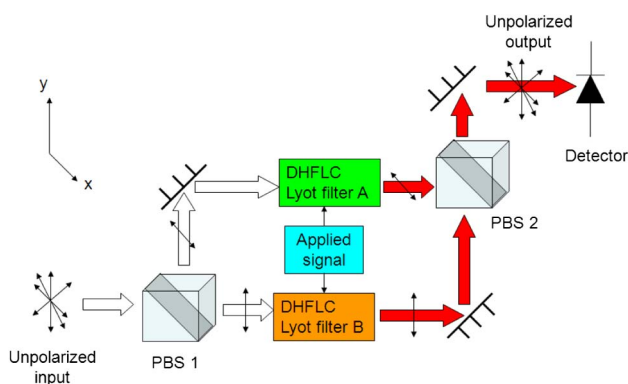 Unpolarized
output
y
x
DHFLC
Lyot filter A
Detector
PBS 2
Applied
signal
DHFLC
Lyot filter B
Unpolarized
input
PBS 1